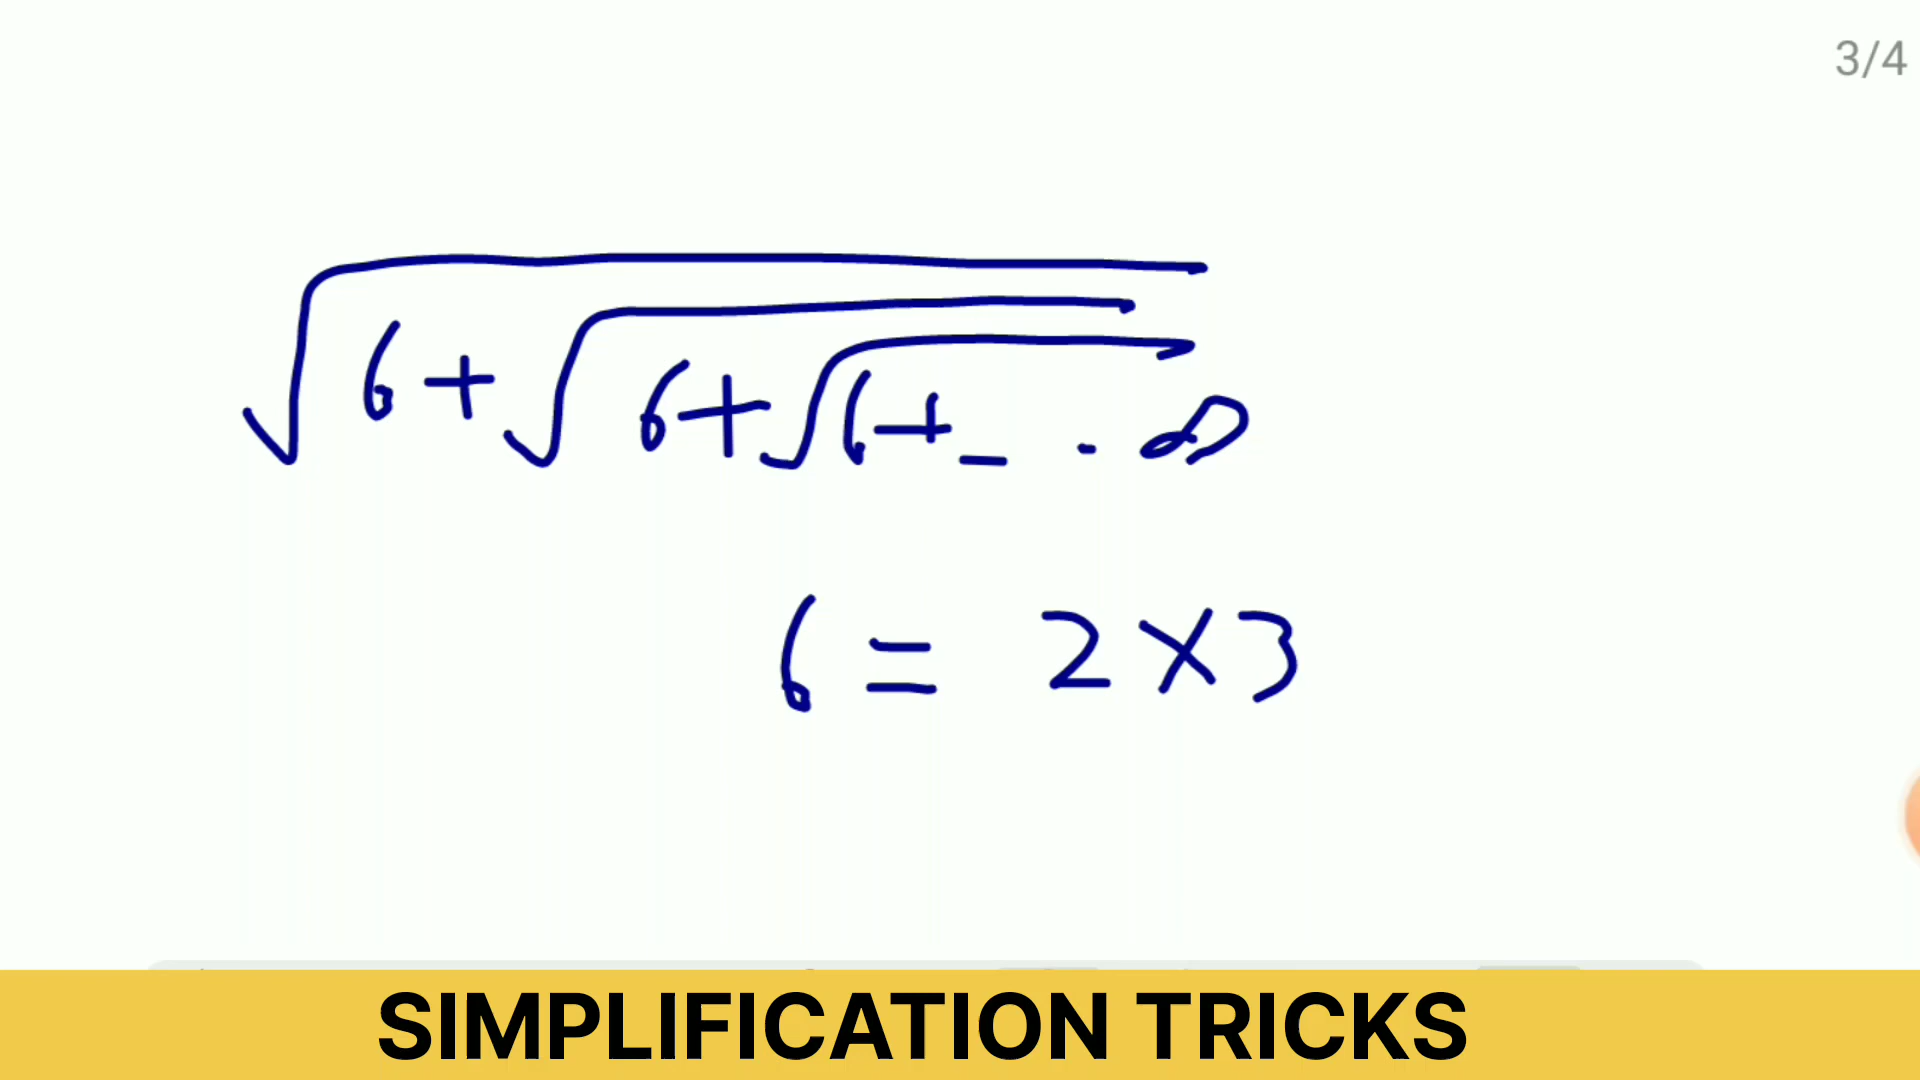 3/4
√6+√6+√6+_ . ∞
6 = 2×3
SIMPLIFICATION TRICKS